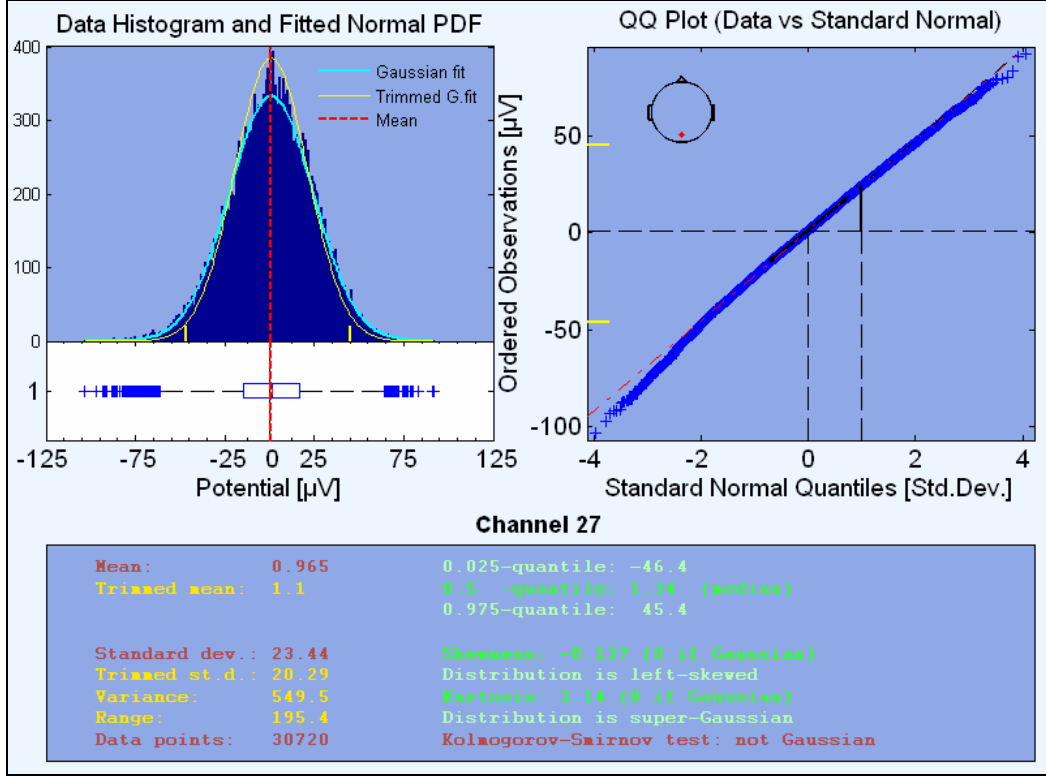 Data Histogram and Fitted Normal PDF
400
300
200
100
0
Gaussian fit
Trimmed G.fit
Mean
1
-125 -75 -25 0 25 75 125
Potential [µV]
QQ Plot (Data vs Standard Normal)
Ordered Observations [µV]
50
0
-50
-100
-4 -2 0 2 4
Standard Normal Quantiles [Std.Dev.]
Channel 27
Mean: 0.965 0.025-quantile: -46.4
Trimmed mean: 1.1 0.5 -quantile: 1.34 (median)
0.975-quantile: 45.4
Standard dev.: 23.44 Skewness: -0.137 (0 if Gaussian)
Trimmed st.d.: 20.29 Distribution is left-skewed
Variance: 549.5 Kurtosis: 3.14 (0 if Gaussian)
Range: 195.4 Distribution is super-Gaussian
Data points: 30720 Kolmogorov-Smirnov test: not Gaussian